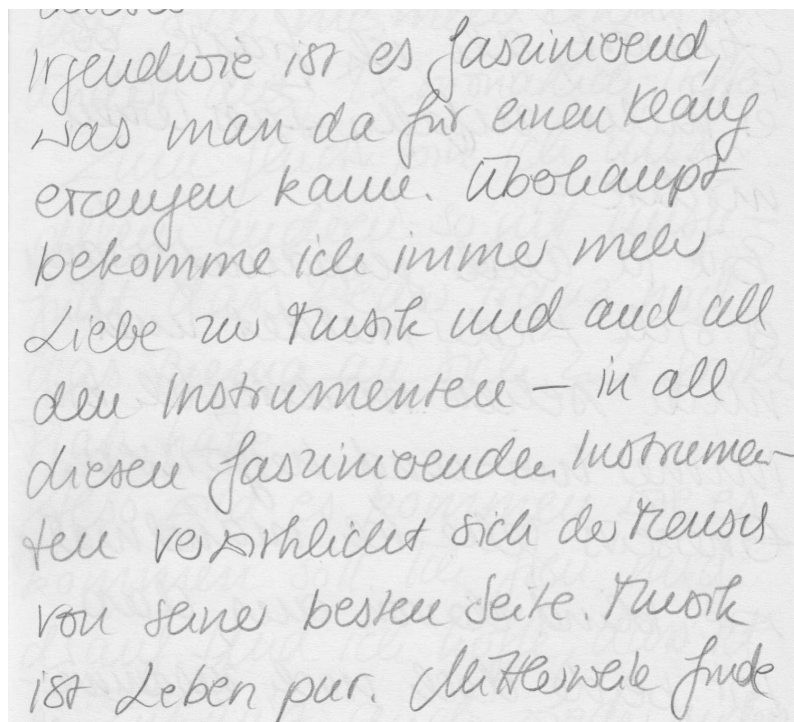 Irgendwie ist es faszinierend,
was man da für einen Klang
erzeugen kann. Überhaupt
bekomme ich immer mehr
Liebe zur Musik und auch all
den Instrumenten – in all
diesen faszinierenden Instrumen-
ten versinnlicht sich der Mensch
von seiner besten Seite. Musik
ist Leben pur. Mittlerweile finde